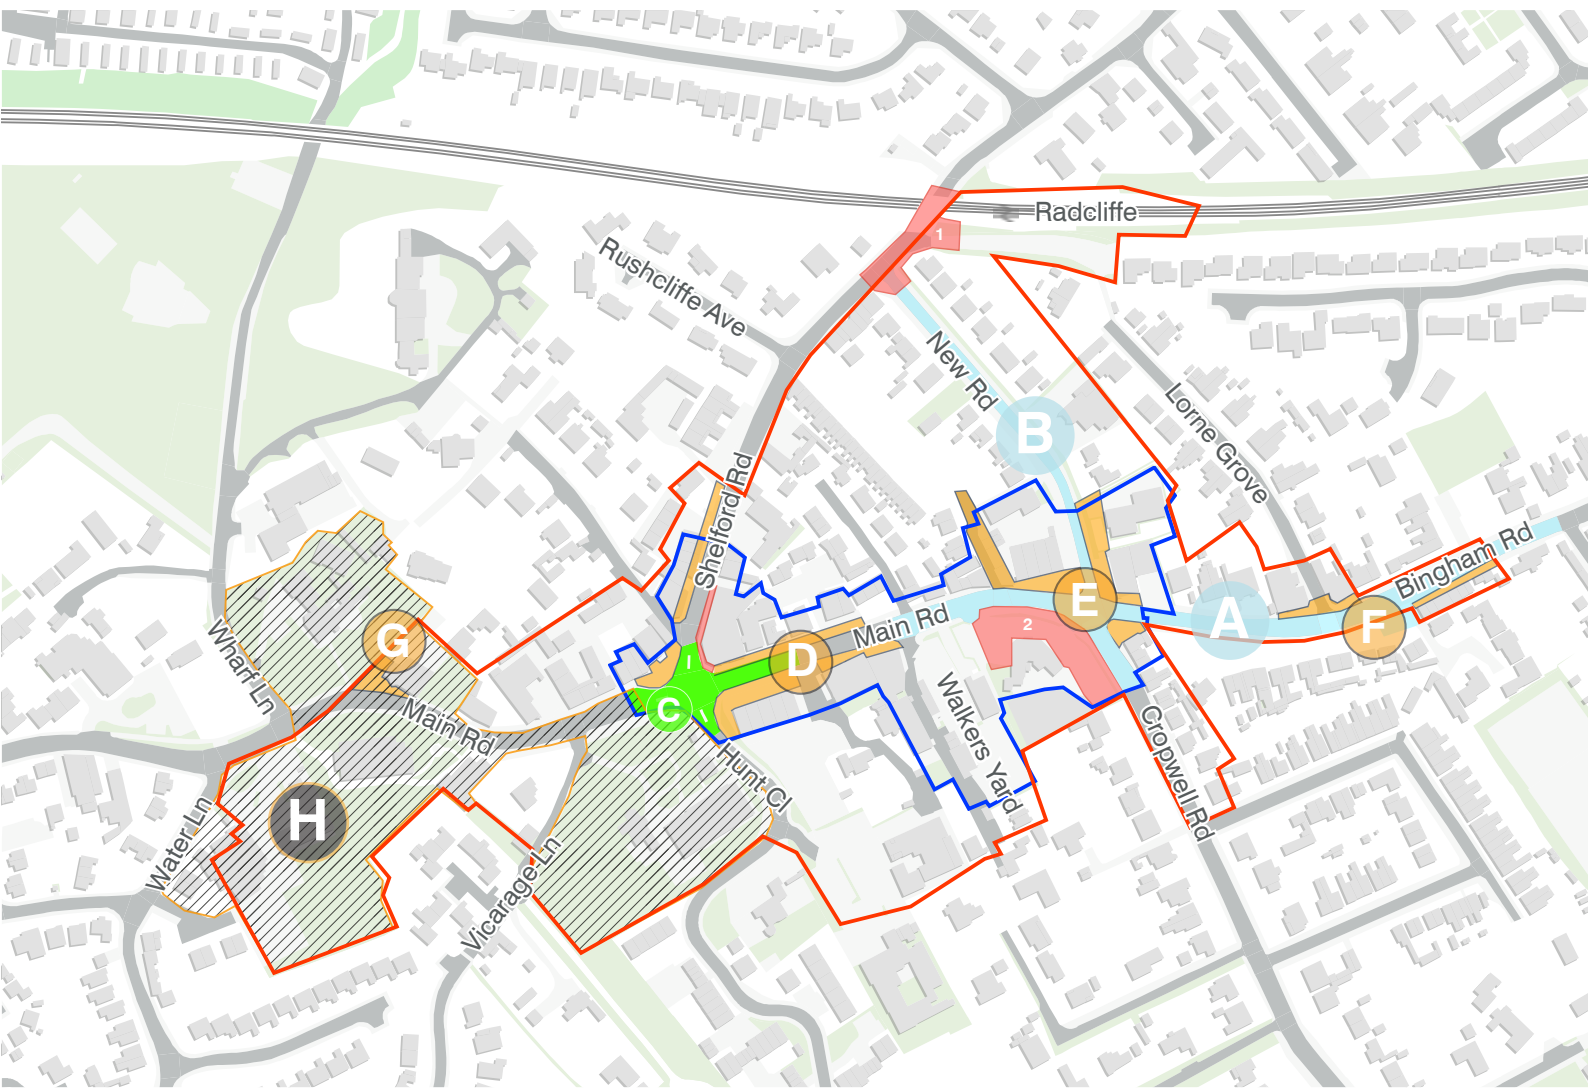 Radcliffe
1
Rushcliffe Ave
New Rd
Lorne Grove
B
Shelford Rd
Bingham Rd
E
A
F
2
Main Rd
G
D
Wharf Ln
C
Main Rd
Walkers Yard
Cropwell Rd
Hunt Cl
H
Water Ln
Vicarage Ln